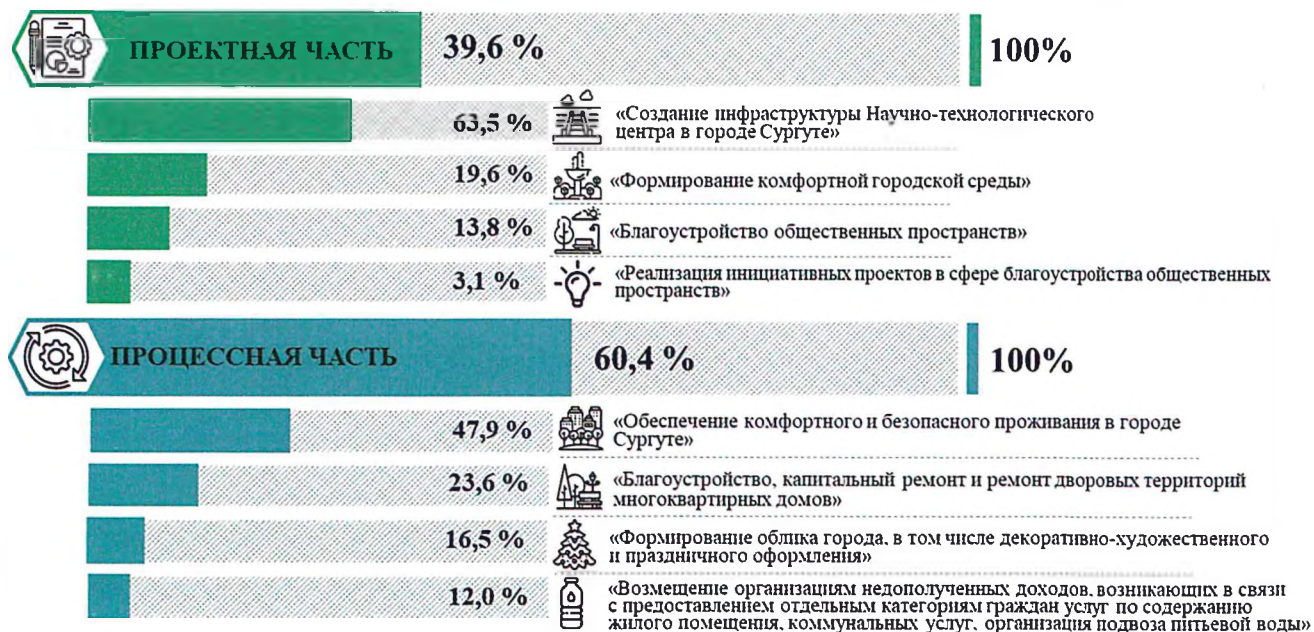 ПРОЕКТНАЯ ЧАСТЬ 39,6 % 100%
63,5 % «Создание инфраструктуры Научно-технологического
центра в городе Сургуте»
19,6 % «Формирование комфортной городской среды»
13,8 % «Благоустройство общественных пространств»
3,1 % «Реализация инициативных проектов в сфере благоустройства общественных
пространств»
ПРОЦЕССНАЯ ЧАСТЬ 60,4 % 100%
47,9 % «Обеспечение комфортного и безопасного проживания в городе
Сургуте»
23,6 % «Благоустройство, капитальный ремонт и ремонт дворовых территорий
многоквартирных домов»
16,5 % «Формирование облика города, в том числе декоративно-художественного
и праздничного оформления»
12,0 % «Возмещение организациям недополученных доходов, возникающих в связи
с предоставлением отдельным категориям граждан услуг по содержанию
жилого помещения, коммунальных услуг, организация подвоза питьевой воды»